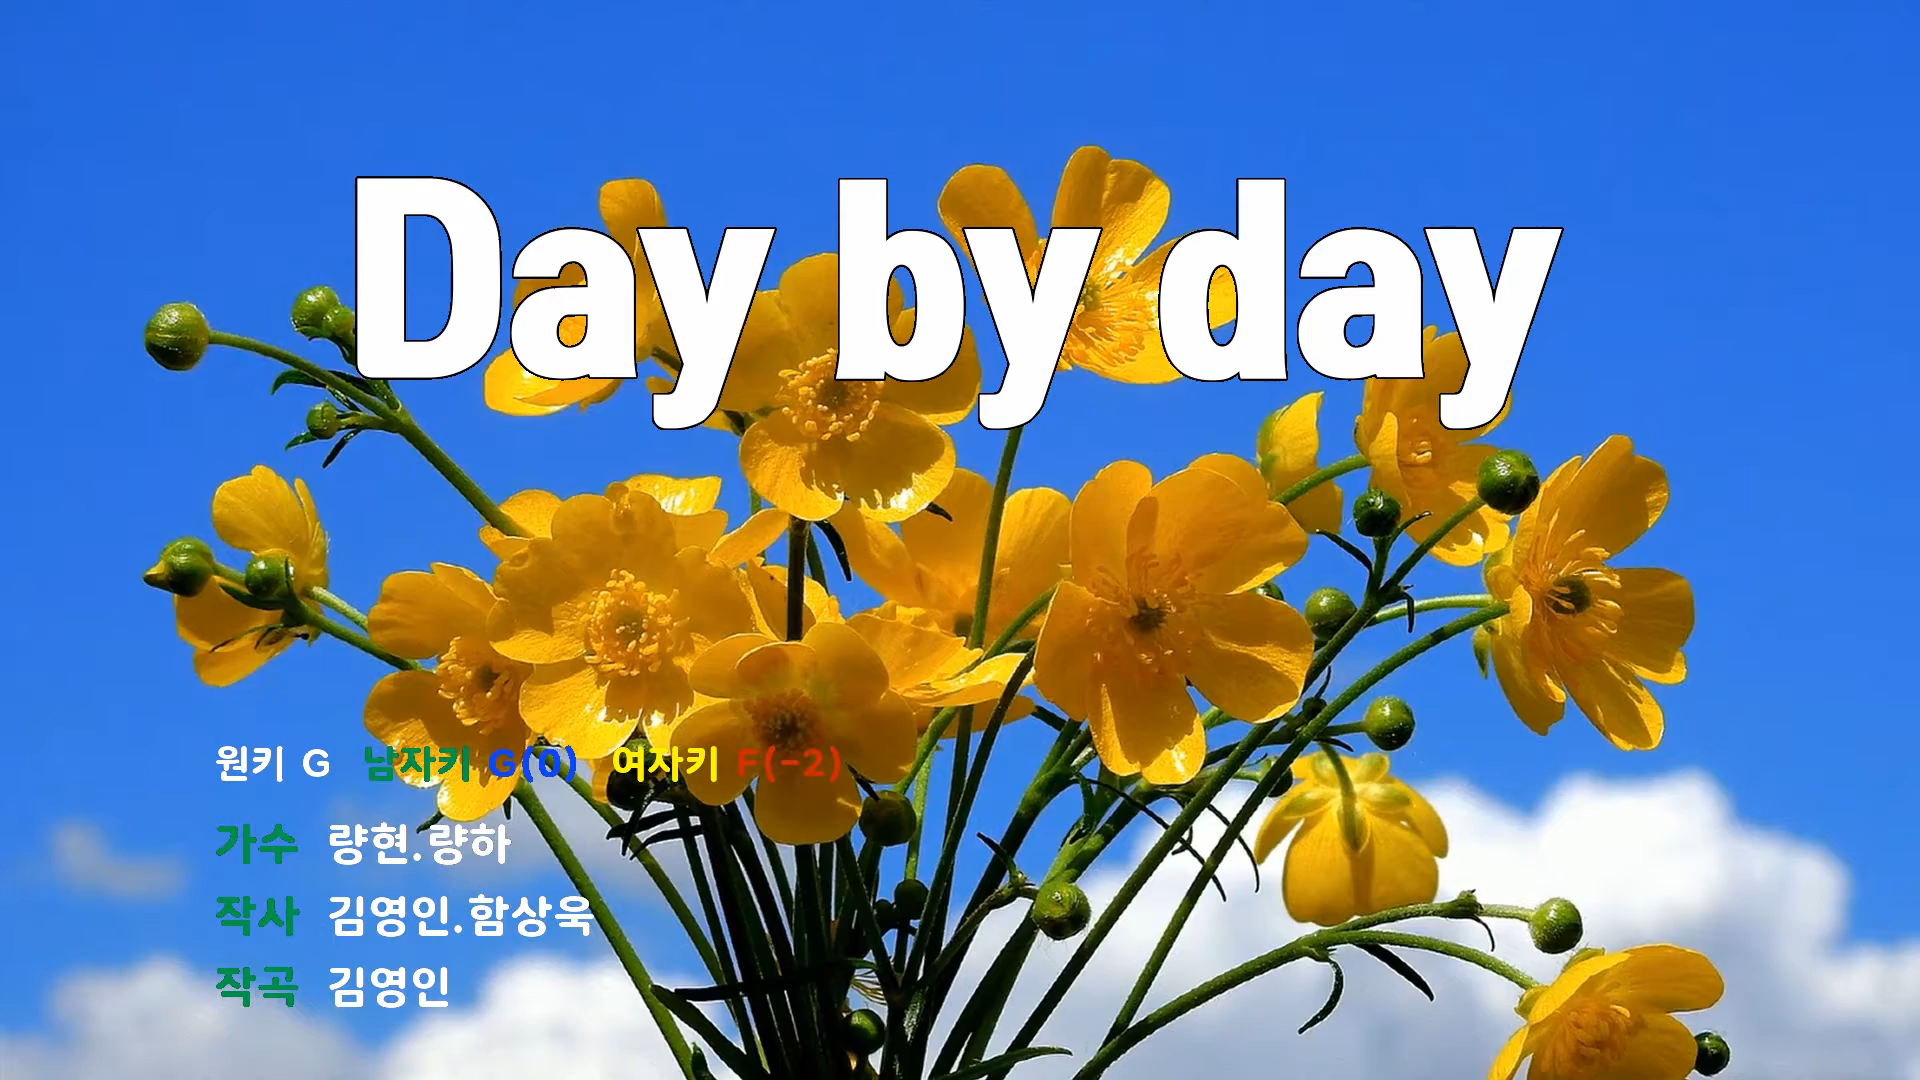 Day by day
원키 G 남자키 G(0) 여자키 F(-2)
가수 량현.량하
작사 김영인.함상욱
작곡 김영인